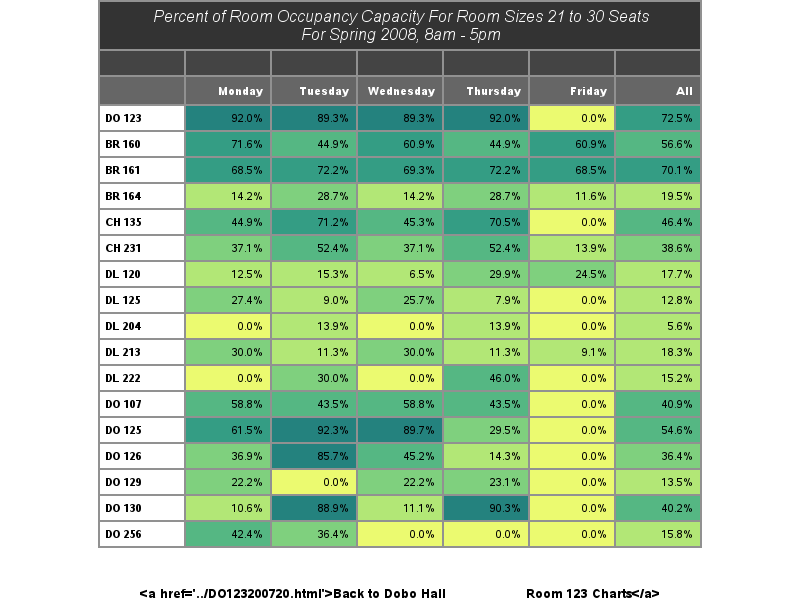 Percent of Room Occupancy Capacity For Room Sizes 21 to 30 Seats
For Spring 2008, 8am - 5pm
Monday Tuesday Wednesday Thursday Friday All
DO 123 92.0% 89.3% 89.3% 92.0% 0.0% 72.5%
BR 160 71.6% 44.9% 60.9% 44.9% 60.9% 56.6%
BR 161 68.5% 72.2% 69.3% 72.2% 68.5% 70.1%
BR 164 14.2% 28.7% 14.2% 28.7% 11.6% 19.5%
CH 135 44.9% 71.2% 45.3% 70.5% 0.0% 46.4%
CH 231 37.1% 52.4% 37.1% 52.4% 13.9% 38.6%
DL 120 12.5% 15.3% 6.5% 29.9% 24.5% 17.7%
DL 125 27.4% 9.0% 25.7% 7.9% 0.0% 12.8%
DL 204 0.0% 13.9% 0.0% 13.9% 0.0% 5.6%
DL 213 30.0% 11.3% 30.0% 11.3% 9.1% 18.3%
DL 222 0.0% 30.0% 0.0% 46.0% 0.0% 15.2%
DO 107 58.8% 43.5% 58.8% 43.5% 0.0% 40.9%
DO 125 61.5% 92.3% 89.7% 29.5% 0.0% 54.6%
DO 126 36.9% 85.7% 45.2% 14.3% 0.0% 36.4%
DO 129 22.2% 0.0% 22.2% 23.1% 0.0% 13.5%
DO 130 10.6% 88.9% 11.1% 90.3% 0.0% 40.2%
DO 256 42.4% 36.4% 0.0% 0.0% 0.0% 15.8%
<a href='../DO123200720.html'>Back to Dobo Hall Room 123 Charts</a>